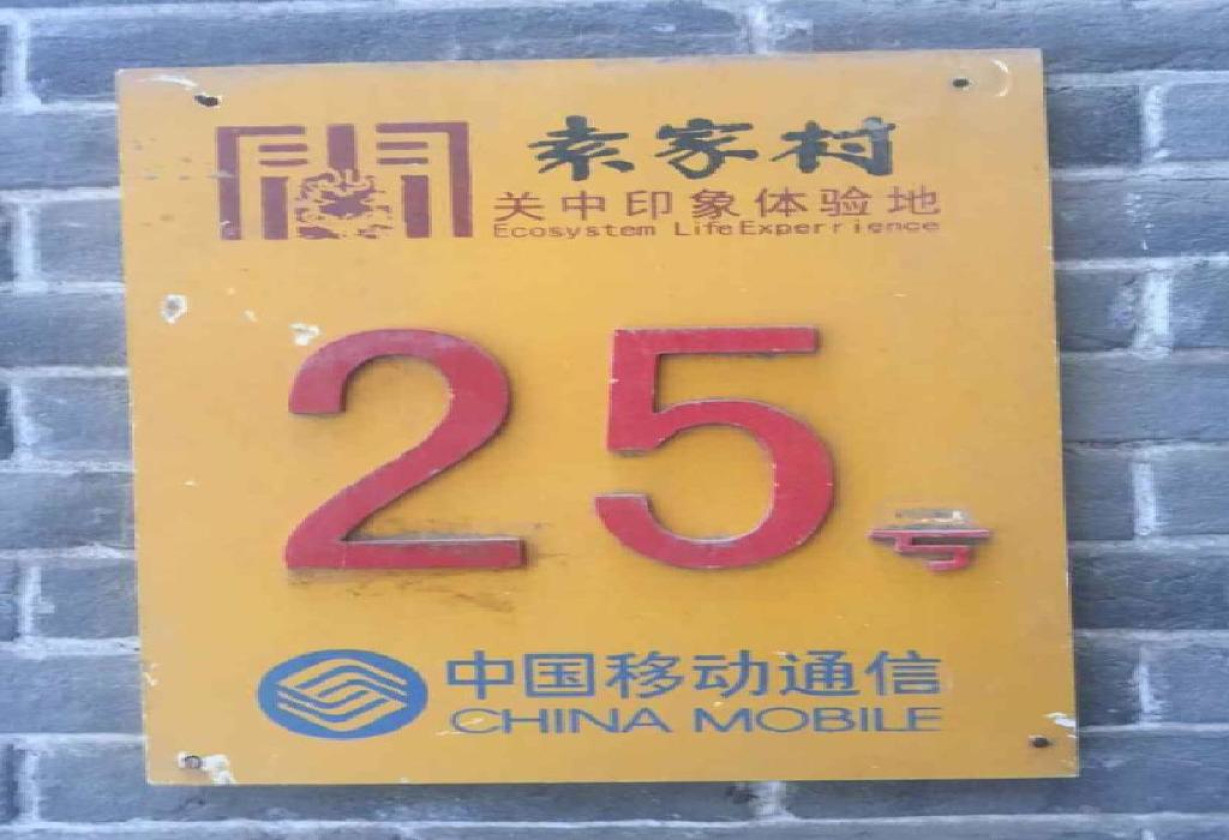 袁家村
关中印象体验地
Ecosystem LifeExperrience
25号
中国移动通信
CHINA MOBILE